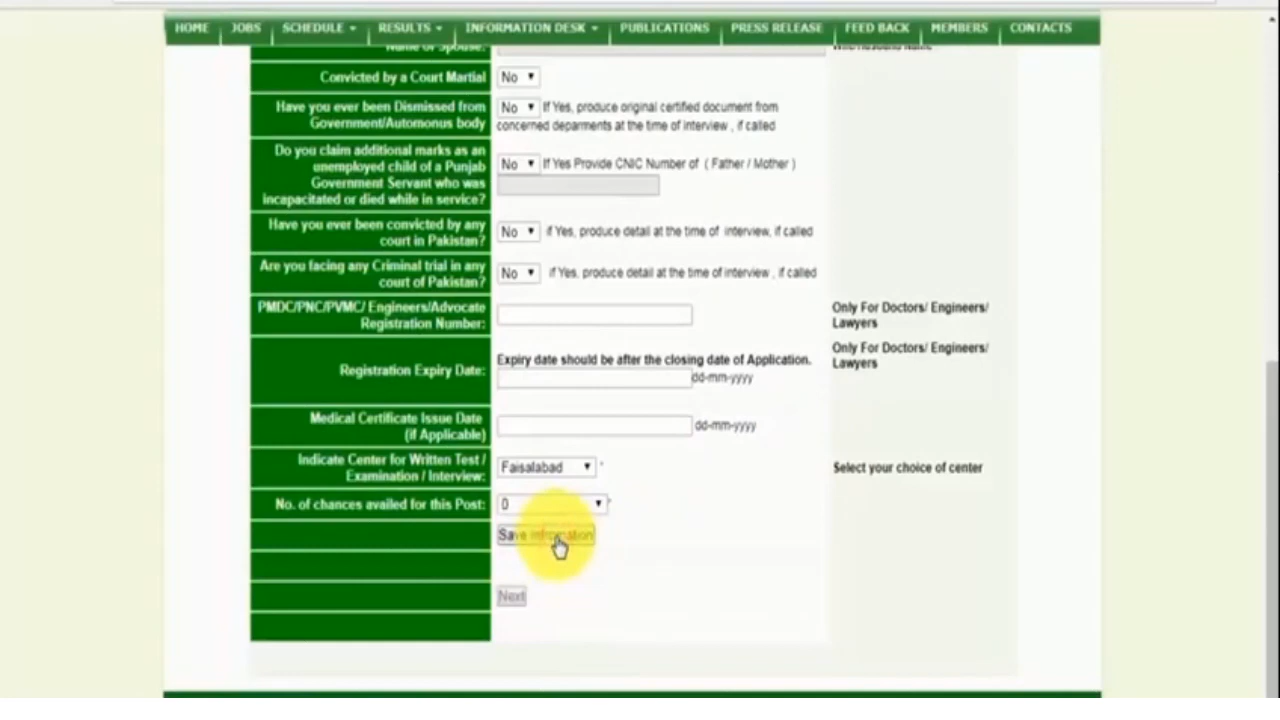 HOME JOBS SCHEDULE RESULTS INFORMATION DESK PUBLICATIONS PRESS RELEASE FEED BACK MEMBERS CONTACTS
Name of Spouse:
Convicted by a Court Martial No
Have you ever been Dismissed from
Government/Automonus body
No If Yes, produce original certified document from
concerned deparments at the time of interview , if called
Do you claim additional marks as an
unemployed child of a Punjab
Government Servant who was
incapacitated or died while in service?
No If Yes Provide CNIC Number of ( Father / Mother )
Have you ever been convicted by any
court in Pakistan?
No if Yes, produce detail at the time of interview, if called
Are you facing any Criminal trial in any
court of Pakistan?
No if Yes, produce detail at the time of interview , if called
PMDC/PNC/PVMC/ Engineers/Advocate
Registration Number:
Only For Doctors/ Engineers/
Lawyers
Registration Expiry Date:
Expiry date should be after the closing date of Application.
dd-mm-yyyy
Only For Doctors/ Engineers/
Lawyers
Medical Certificate Issue Date
(if Applicable)
dd-mm-yyyy
Indicate Center for Written Test /
Examination / Interview:
Faisalabad *
Select your choice of center
No. of chances availed for this Post: 0 *
Save Information
Next